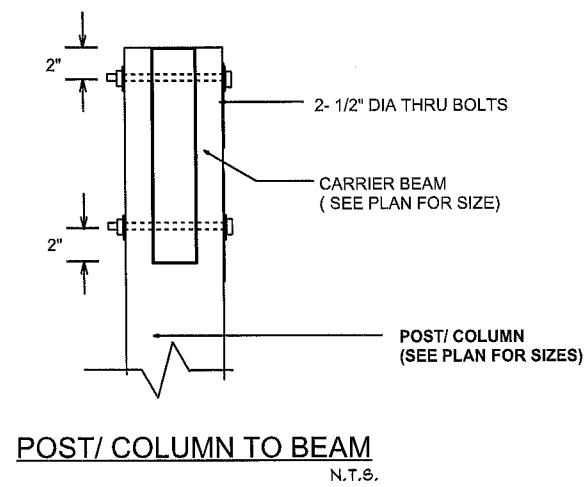 2"
2- 1/2" DIA THRU BOLTS
CARRIER BEAM
( SEE PLAN FOR SIZE)
2"
POST/ COLUMN
(SEE PLAN FOR SIZES)
POST/ COLUMN TO BEAM
N.T.S.